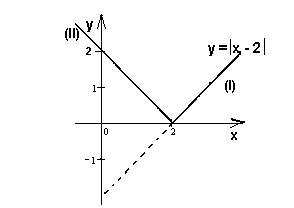 (II) y
y = |x - 2|
2
(I)
1
0 2
x
-1